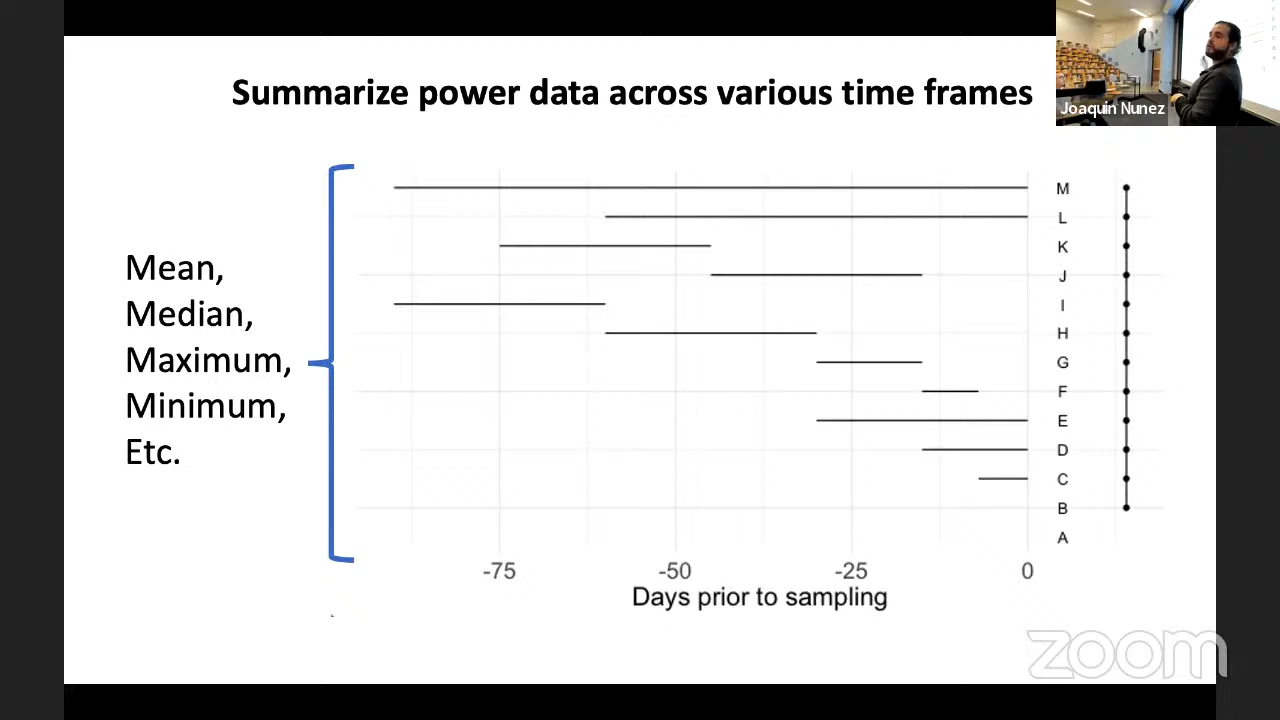 Summarize power data across various time frames
Joaquin Nunez
Mean,
Median,
Maximum,
Minimum,
Etc.
M
L
K
J
I
H
G
F
E
D
C
B
A
-75 -50 -25 0
Days prior to sampling
zoom